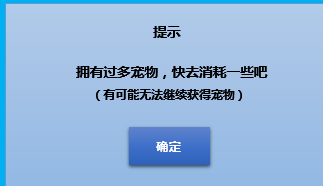 提示
拥有过多宠物，快去消耗一些吧
（有可能无法继续获得宠物）
确定